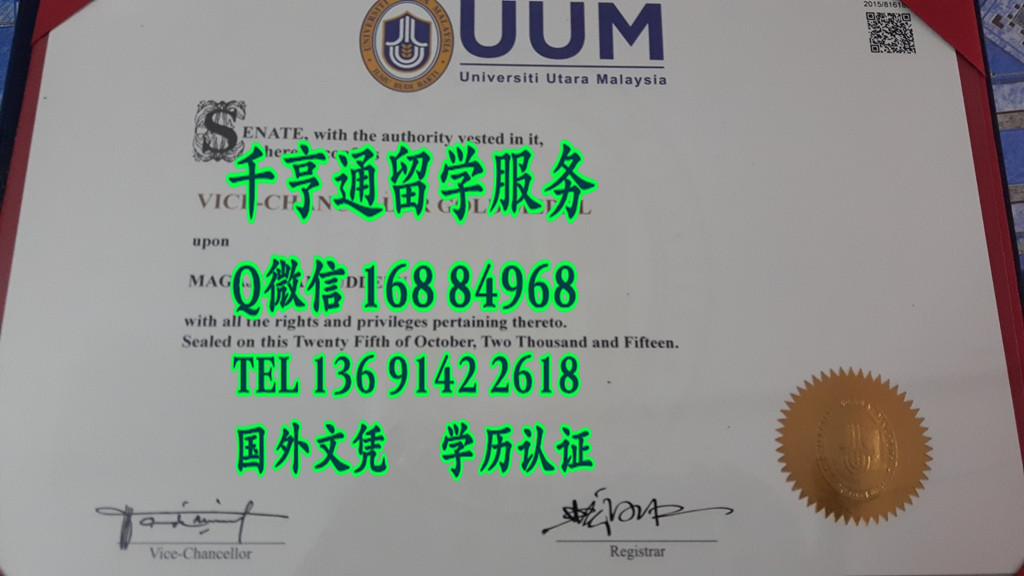 2015/81616
UUM
Universiti Utara Malaysia
SENATE, with the authority vested in it,
千亨通留学服务
upon
Q微信 168 84968
with all the rights and privileges pertaining thereto.
Sealed on this Twenty Fifth of October, Two Thousand and Fifteen.
TEL 136 9142 2618
国外文凭 学历认证
Vice-Chancellor
Registrar